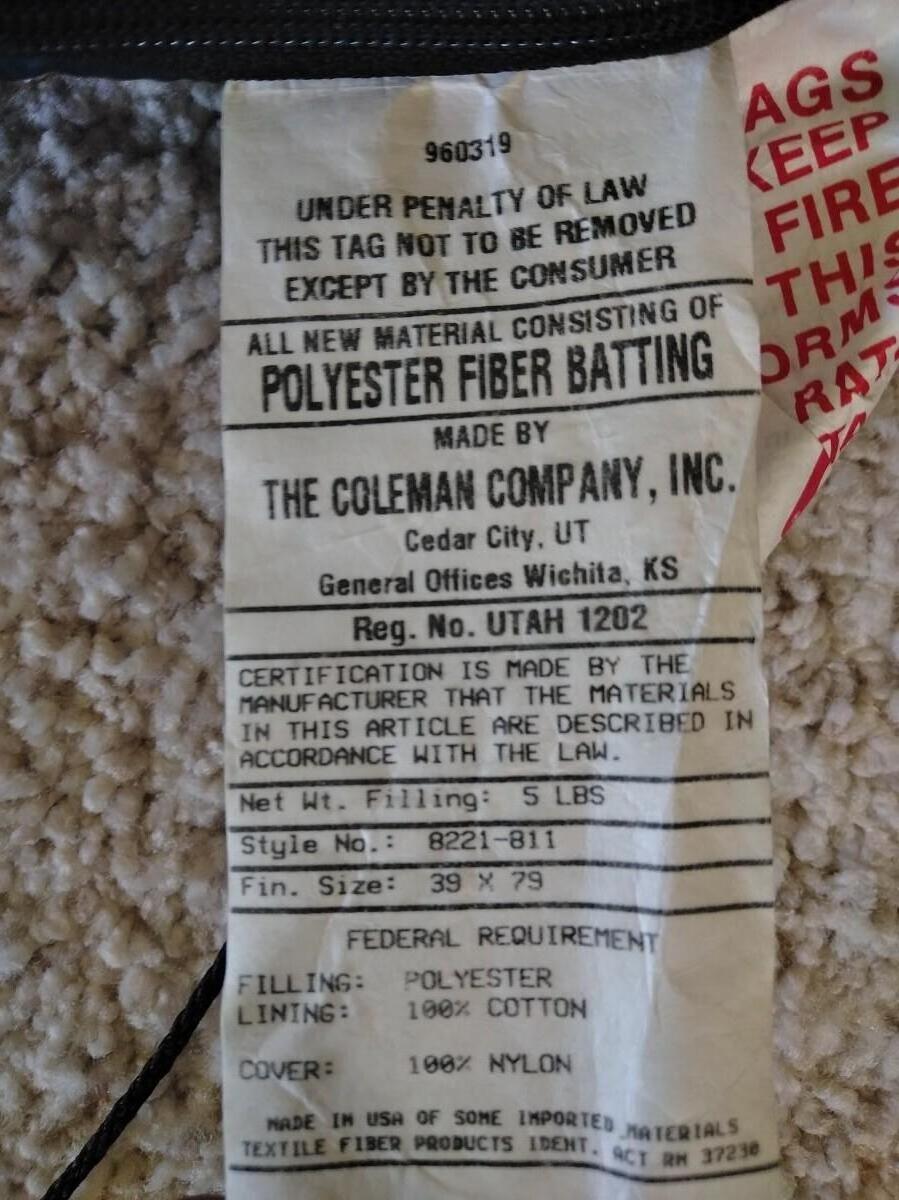 960319
UNDER PENALTY OF LAW
THIS TAG NOT TO BE REMOVED
EXCEPT BY THE CONSUMER
ALL NEW MATERIAL CONSISTING OF
POLYESTER FIBER BATTING
MADE BY
THE COLEMAN COMPANY, INC.
Cedar City, UT
General Offices Wichita, KS
Reg. No. UTAH 1202
CERTIFICATION IS MADE BY THE
MANUFACTURER THAT THE MATERIALS
IN THIS ARTICLE ARE DESCRIBED IN
ACCORDANCE WITH THE LAW.
Net Wt. Filling: 5 LBS
Style No.: 8221-811
Fin. Size: 39 X 79
FEDERAL REQUIREMENT
FILLING: POLYESTER
LINING: 100% COTTON
COVER: 100% NYLON
MADE IN USA OF SOME IMPORTED MATERIALS
TEXTILE FIBER PRODUCTS IDENT. ACT RN 37230
AGS
KEEP
FIRE
THIS
ORMS
RAT